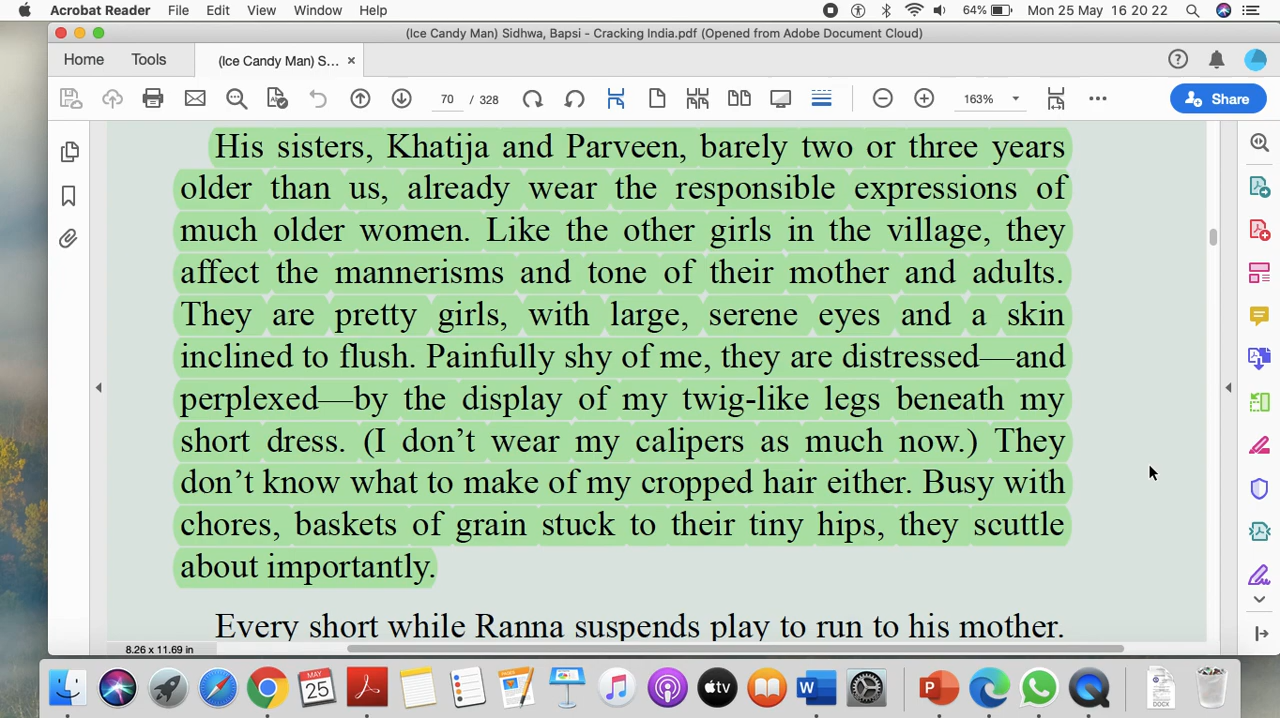 Acrobat Reader File Edit View Window Help 64% Mon 25 May 16 20 22
(Ice Candy Man) Sidhwa, Bapsi - Cracking India.pdf (Opened from Adobe Document Cloud)
Home Tools (Ice Candy Man) S... ×
70 / 328 163% Share
His sisters, Khatija and Parveen, barely two or three years
older than us, already wear the responsible expressions of
much older women. Like the other girls in the village, they
affect the mannerisms and tone of their mother and adults.
They are pretty girls, with large, serene eyes and a skin
inclined to flush. Painfully shy of me, they are distressed—and
perplexed—by the display of my twig-like legs beneath my
short dress. (I don’t wear my calipers as much now.) They
don’t know what to make of my cropped hair either. Busy with
chores, baskets of grain stuck to their tiny hips, they scuttle
about importantly.
Every short while Ranna suspends play to run to his mother.
8.26 x 11.69 in
MAY
25
DOCX